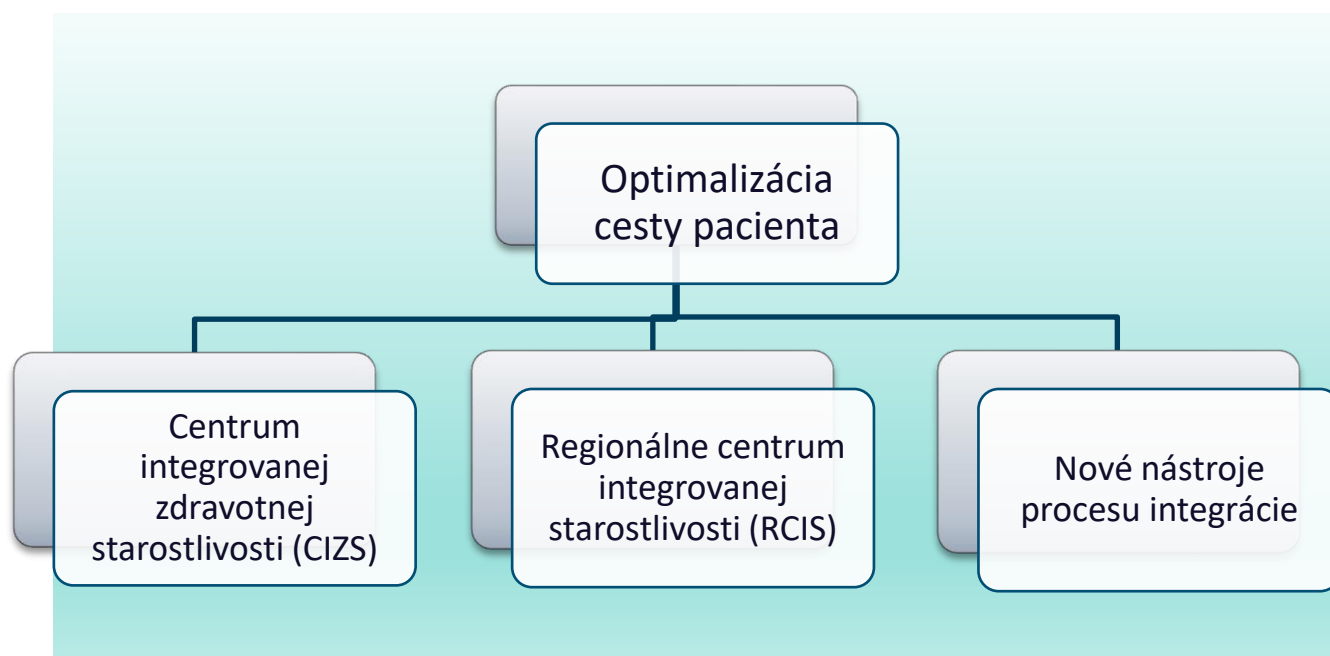 Optimalizácia
cesty pacienta
Centrum
integrovanej
zdravotnej
starostlivosti (CIZS)
Regionálne centrum
integrovanej
starostlivosti (RCIS)
Nové nástroje
procesu integrácie